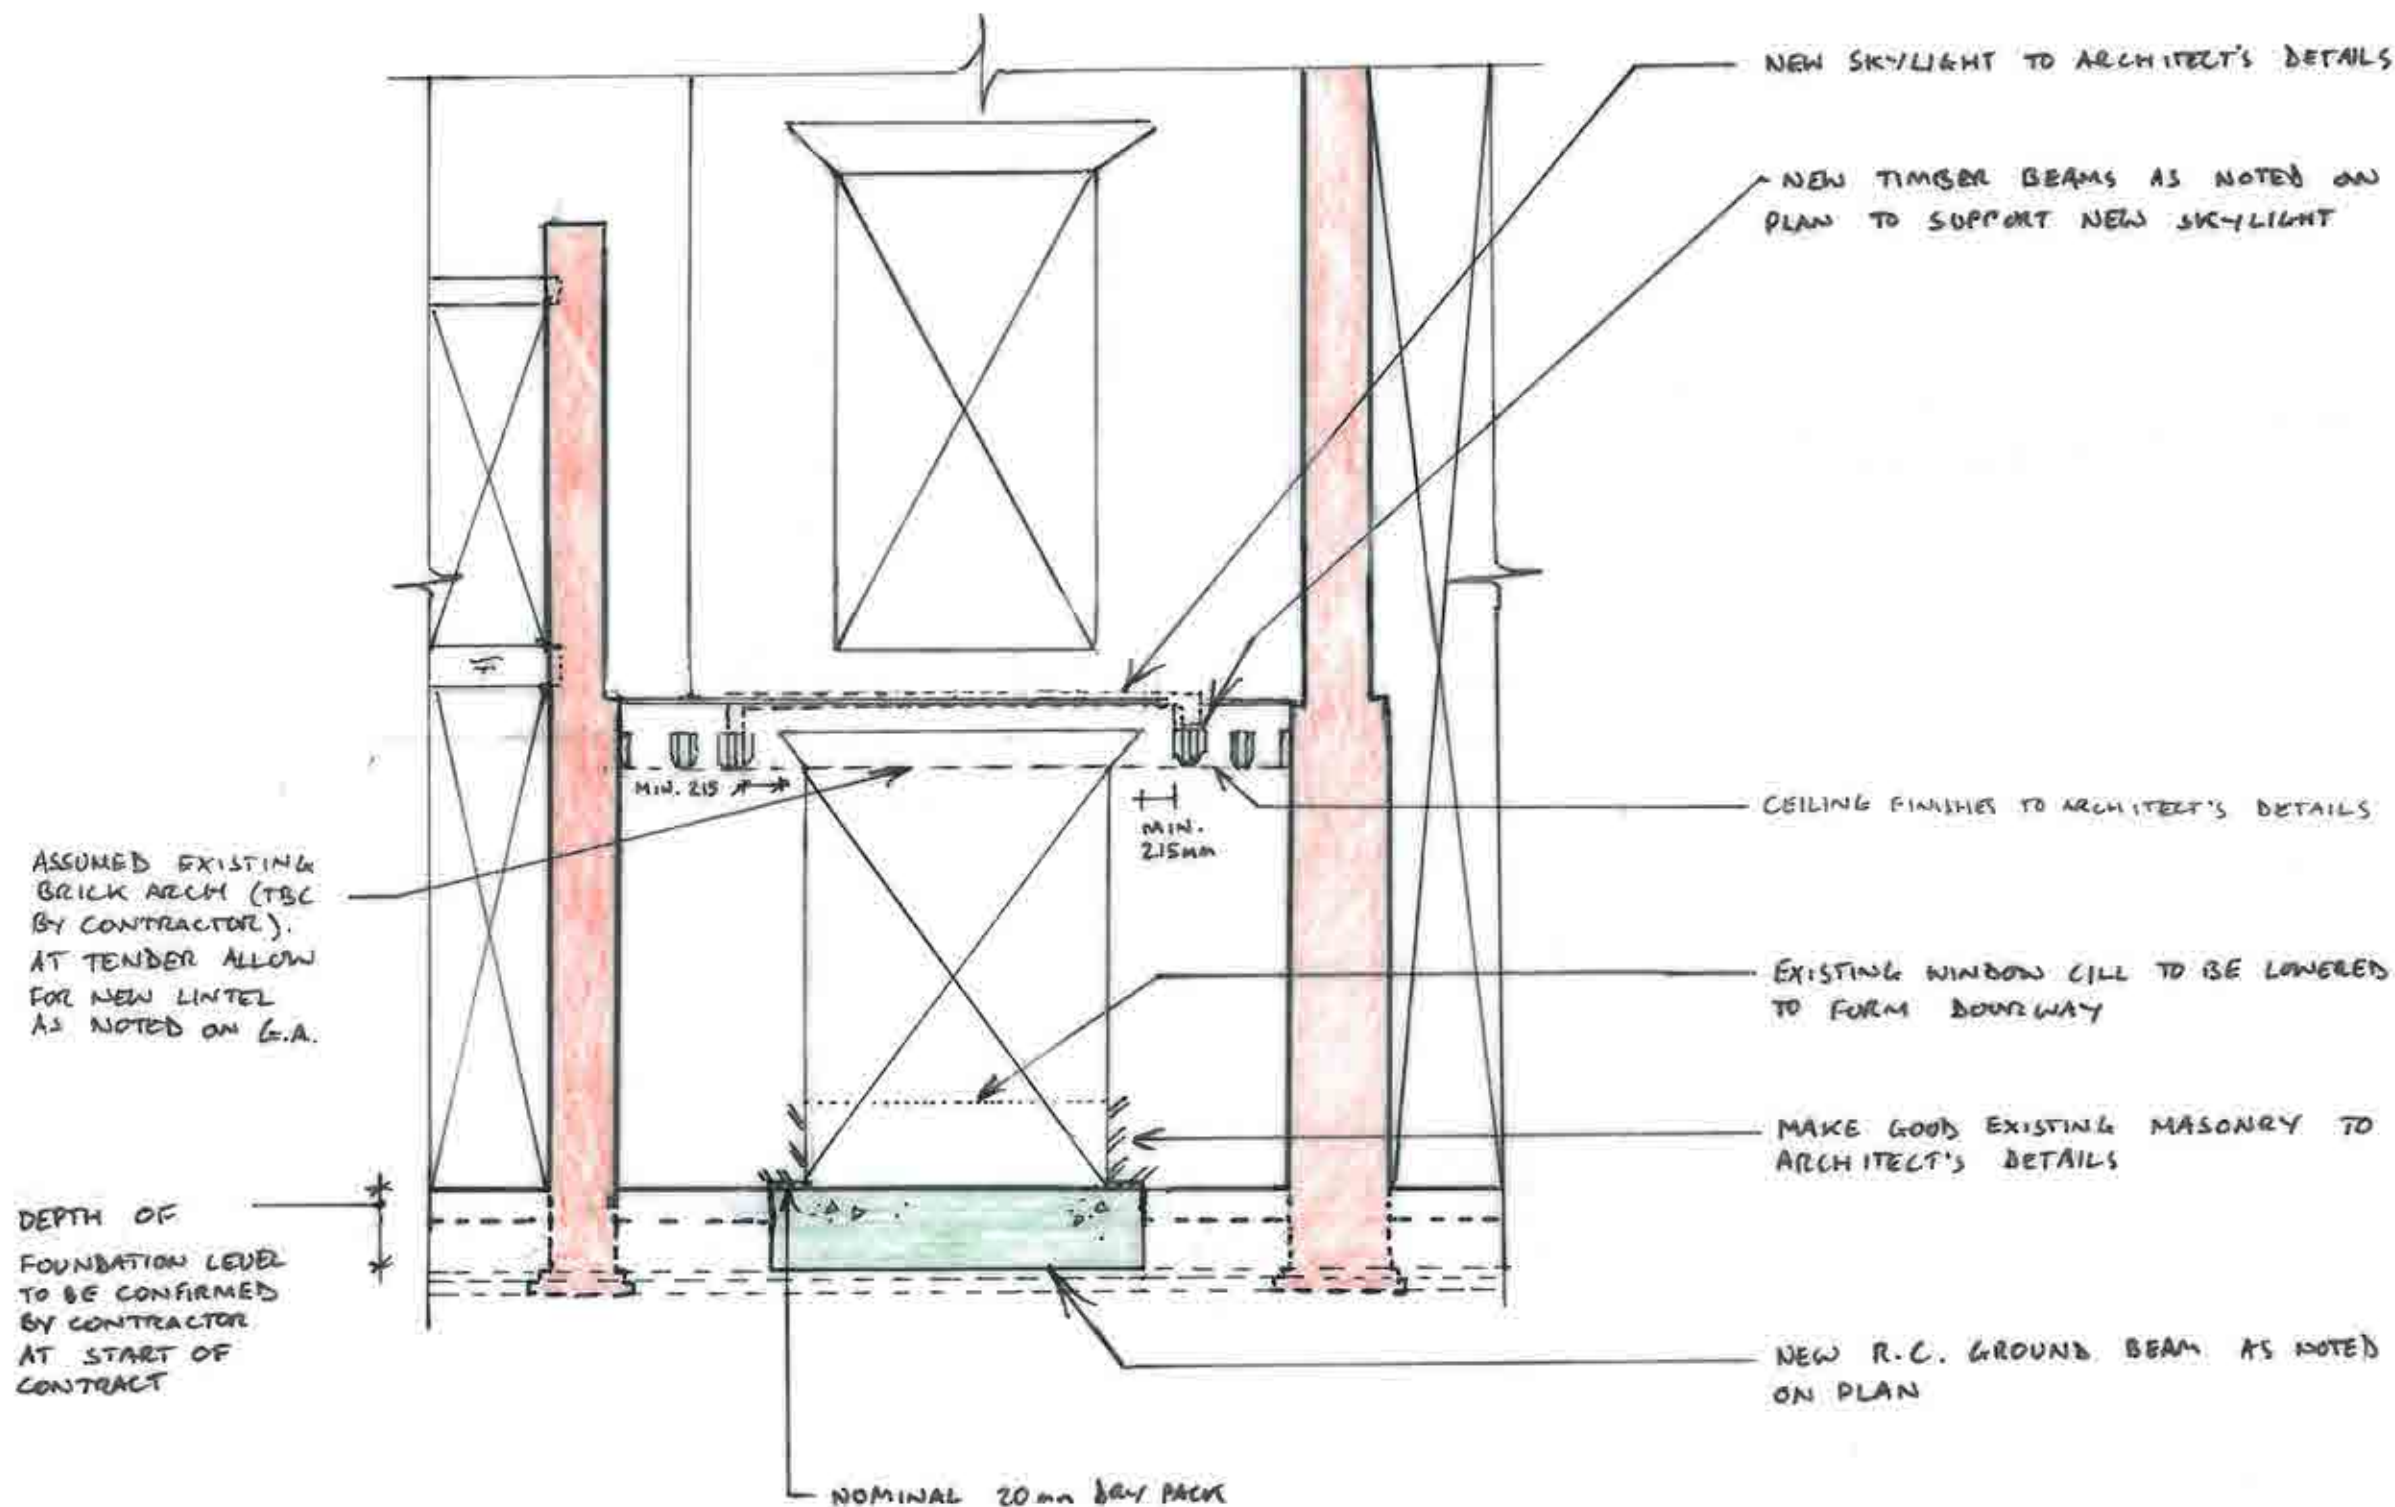 NEW SKYLIGHT TO ARCHITECT'S DETAILS
NEW TIMBER BEAMS AS NOTED ON
PLAN TO SUPPORT NEW SKYLIGHT
MIN. 215
MIN.
215mm
CEILING FINISHES TO ARCHITECT'S DETAILS
ASSUMED EXISTING
BRICK ARCH (TBC
BY CONTRACTOR).
AT TENDER ALLOW
FOR NEW LINTEL
AS NOTED ON G.A.
EXISTING WINDOW CILL TO BE LOWERED
TO FORM DOORWAY
MAKE GOOD EXISTING MASONRY TO
ARCHITECT'S DETAILS
DEPTH OF
FOUNDATION LEVEL
TO BE CONFIRMED
BY CONTRACTOR
AT START OF
CONTRACT
NEW R.C. GROUND BEAM AS NOTED
ON PLAN
NOMINAL 20mm DRY PACK